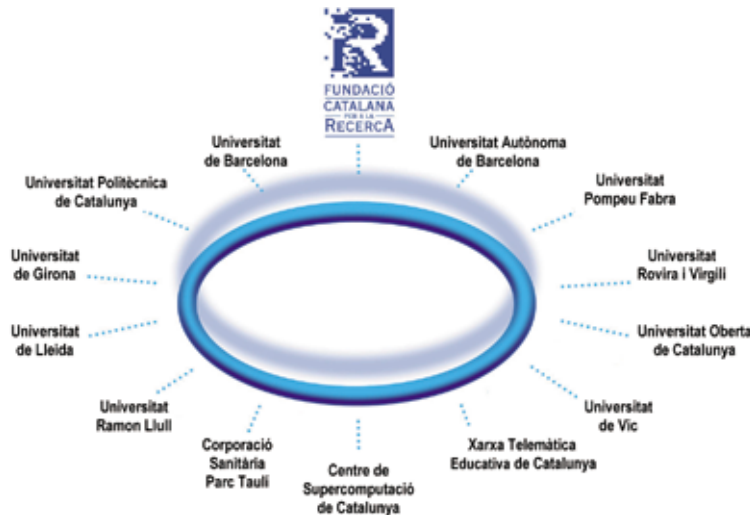 R
FUNDACIÓ
CATALANA
PER A LA
RECERCA
Universitat
de Barcelona
Universitat Autònoma
de Barcelona
Universitat Politècnica
de Catalunya
Universitat
Pompeu Fabra
Universitat
de Girona
Universitat
Rovira i Virgili
Universitat
de Lleida
Universitat Oberta
de Catalunya
Universitat
Ramon Llull
Universitat
de Vic
Corporació
Sanitària
Parc Taulí
Centre de
Supercomputació
de Catalunya
Xarxa Telemàtica
Educativa de Catalunya